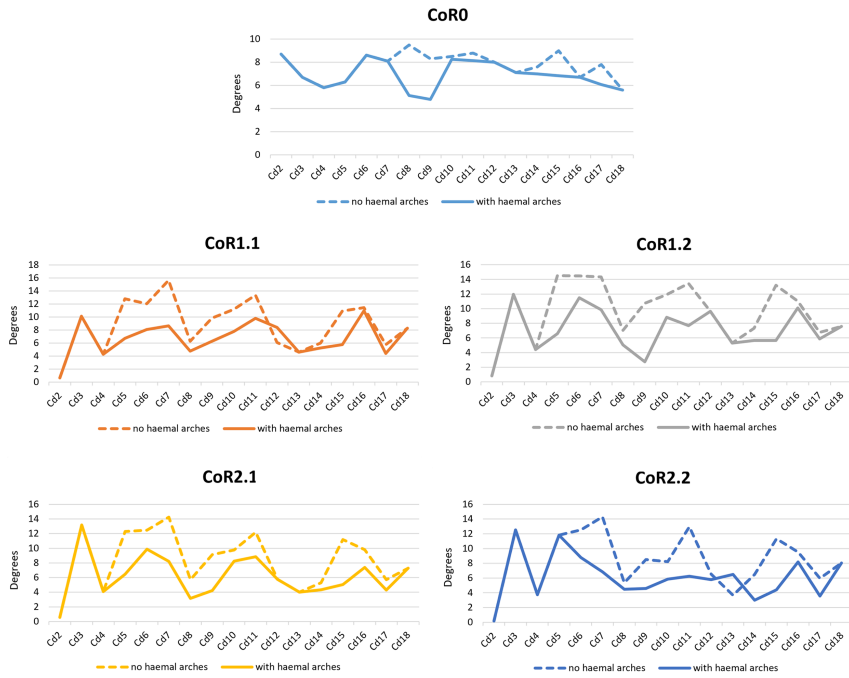 CoR0
10
8
6
4
2
0
Degrees
Cd2 Cd3 Cd4 Cd5 Cd6 Cd7 Cd8 Cd9 Cd10 Cd11 Cd12 Cd13 Cd14 Cd15 Cd16 Cd17 Cd18
no haemal arches with haemal arches
CoR1.1
18
16
14
12
10
8
6
4
2
0
Degrees
Cd2 Cd3 Cd4 Cd5 Cd6 Cd7 Cd8 Cd9 Cd10 Cd11 Cd12 Cd13 Cd14 Cd15 Cd16 Cd17 Cd18
no haemal arches with haemal arches
CoR1.2
16
14
12
10
8
6
4
2
0
Degrees
Cd2 Cd3 Cd4 Cd5 Cd6 Cd7 Cd8 Cd9 Cd10 Cd11 Cd12 Cd13 Cd14 Cd15 Cd16 Cd17 Cd18
no haemal arches with haemal arches
CoR2.1
16
14
12
10
8
6
4
2
0
Degrees
Cd2 Cd3 Cd4 Cd5 Cd6 Cd7 Cd8 Cd9 Cd10 Cd11 Cd12 Cd13 Cd14 Cd15 Cd16 Cd17 Cd18
no haemal arches with haemal arches
CoR2.2
16
14
12
10
8
6
4
2
0
Degrees
Cd2 Cd3 Cd4 Cd5 Cd6 Cd7 Cd8 Cd9 Cd10 Cd11 Cd12 Cd13 Cd14 Cd15 Cd16 Cd17 Cd18
no haemal arches with haemal arches